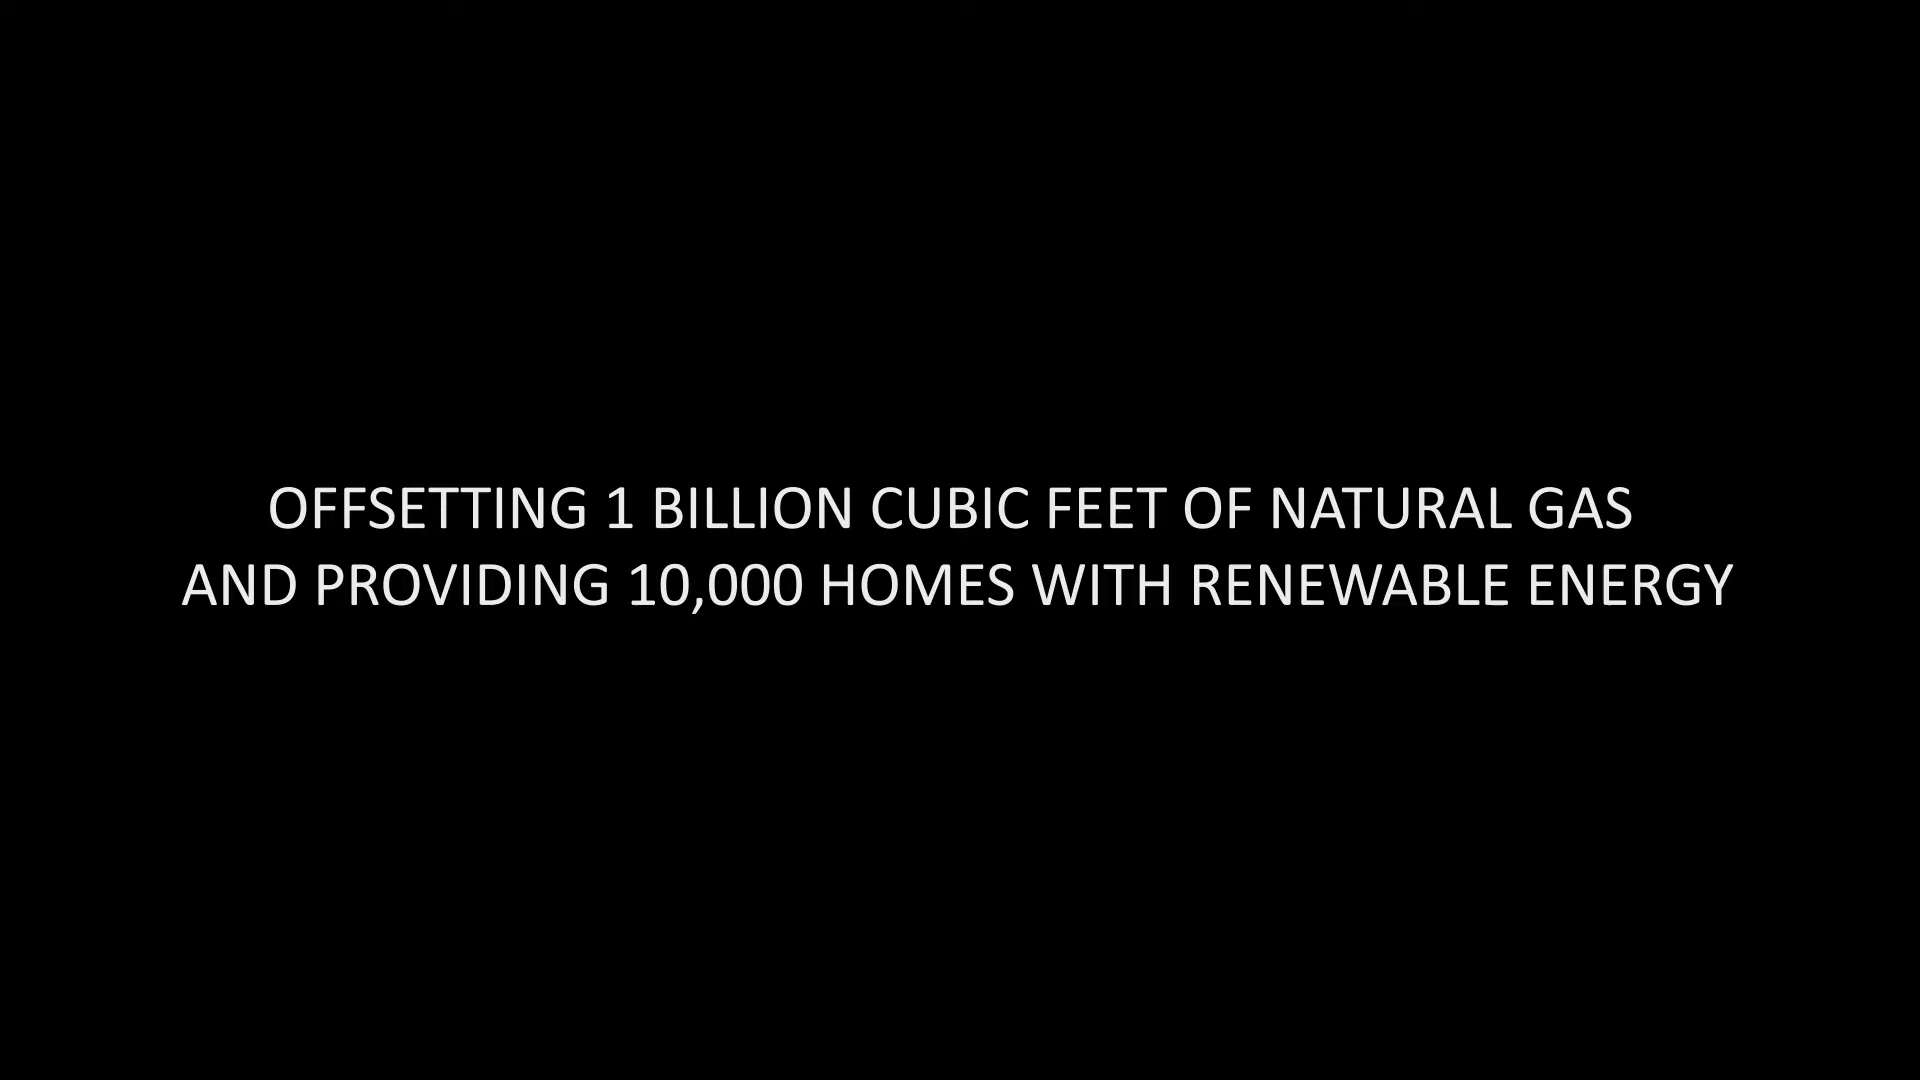 OFFSETTING 1 BILLION CUBIC FEET OF NATURAL GAS
AND PROVIDING 10,000 HOMES WITH RENEWABLE ENERGY